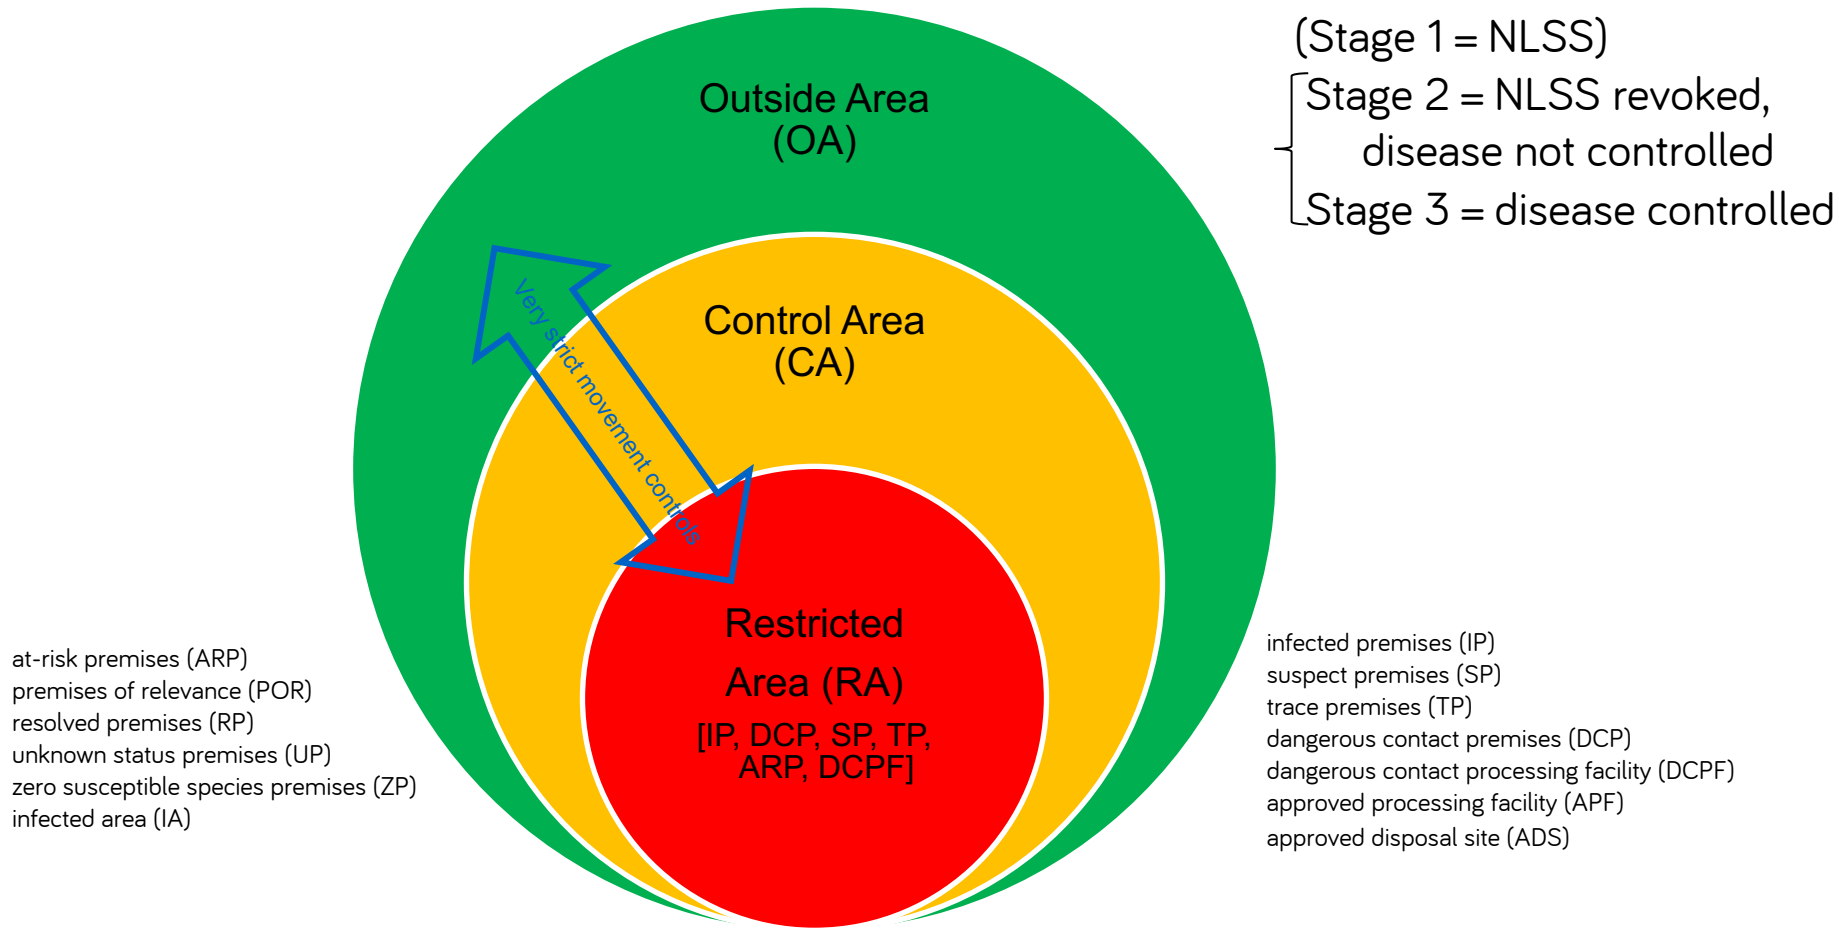 (Stage 1 = NLSS)
Stage 2 = NLSS revoked,
disease not controlled
Stage 3 = disease controlled
Outside Area
(OA)
Control Area
(CA)
Very strict movement controls
Restricted
Area (RA)
[IP, DCP, SP, TP,
ARP, DCPF]
at-risk premises (ARP)
premises of relevance (POR)
resolved premises (RP)
unknown status premises (UP)
zero susceptible species premises (ZP)
infected area (IA)
infected premises (IP)
suspect premises (SP)
trace premises (TP)
dangerous contact premises (DCP)
dangerous contact processing facility (DCPF)
approved processing facility (APF)
approved disposal site (ADS)